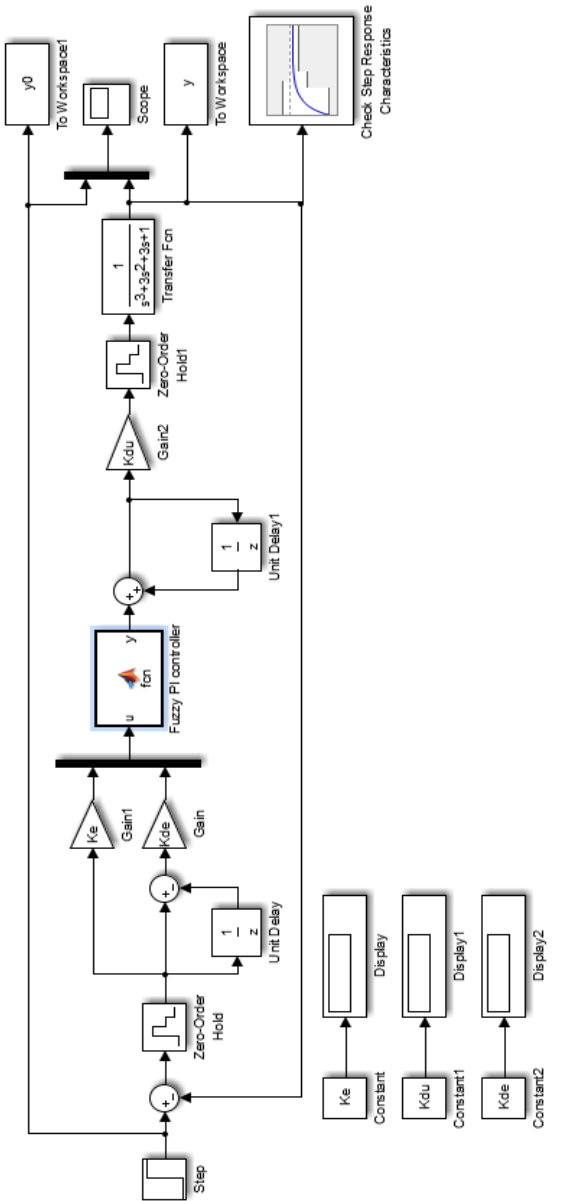 Step
+
−
Zero-Order
Hold
1
z
Unit Delay
+
−
Ke
Gain1
Kde
Gain
u
fcn
y
Fuzzy PI controller
+
+
1
z
Unit Delay1
Kdu
Gain2
Zero-Order
Hold1
1
s3+3s2+3s+1
Transfer Fcn
y0
To Workspace1
Scope
y
To Workspace
Check Step Response
Characteristics
Ke
Constant
Display
Kdu
Constant1
Display1
Kde
Constant2
Display2